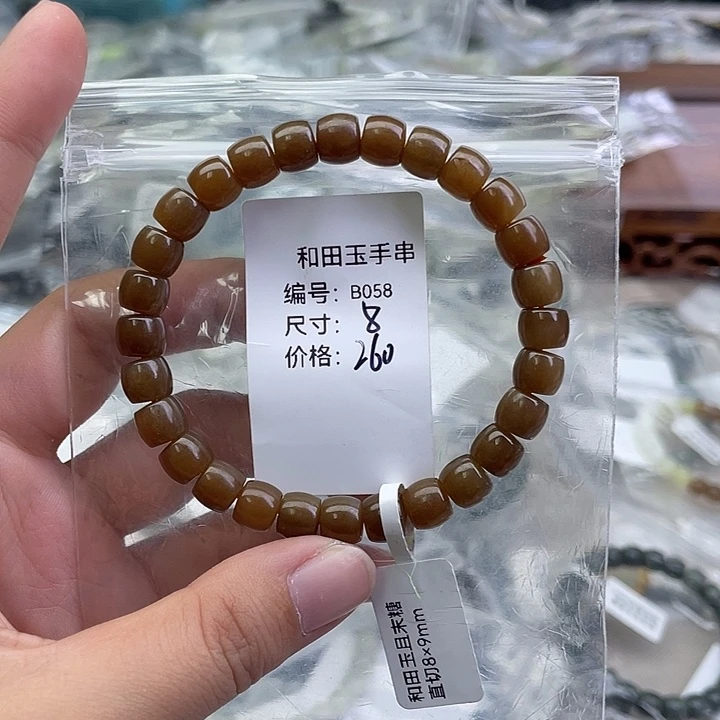 和田玉手串
编号：B058
尺寸：8
价格：260
和田玉且末糖
直切8×9mm